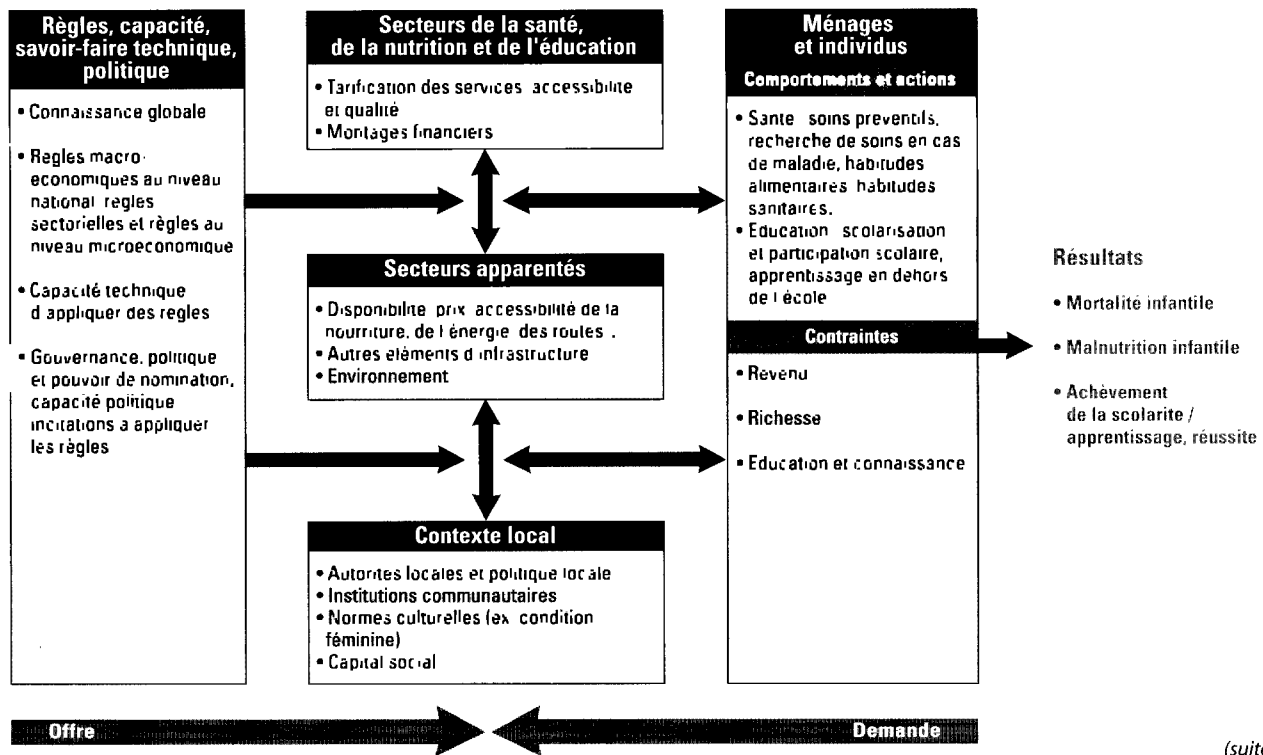 Règles, capacité,
savoir-faire technique,
politique
• Connaissance globale
• Regles macro-
economiques au niveau
national regles
sectorielles et règles au
niveau microeconomique
• Capacité technique
d appliquer des regles
• Gouvernance, politique
et pouvoir de nomination,
capacité politique
incitations a appliquer
les règles
Secteurs de la santé,
de la nutrition et de l'éducation
• Tarification des services accessibilite
et qualité
• Montages financiers
Secteurs apparentés
• Disponibilite prix accessibilité de la
nourriture, de l énergie des routes .
• Autres eléments d infrastructure
• Environnement
Contexte local
• Autorites locales et politique locale
• Institutions communautaires
• Normes culturelles (ex condition
féminine)
• Capital social
Ménages
et individus
Comportements et actions
• Sante soins preventifs,
recherche de soins en cas
de maladie, habitudes
alimentaires habitudes
sanitaires.
• Education scolarisation
et participation scolaire,
apprentissage en dehors
de l école
Contraintes
• Revenu
• Richesse
• Education et connaissance
Résultats
• Mortalité infantile
• Malnutrition infantile
• Achèvement
de la scolarite /
apprentissage, réussite
Offre
Demande
(suite